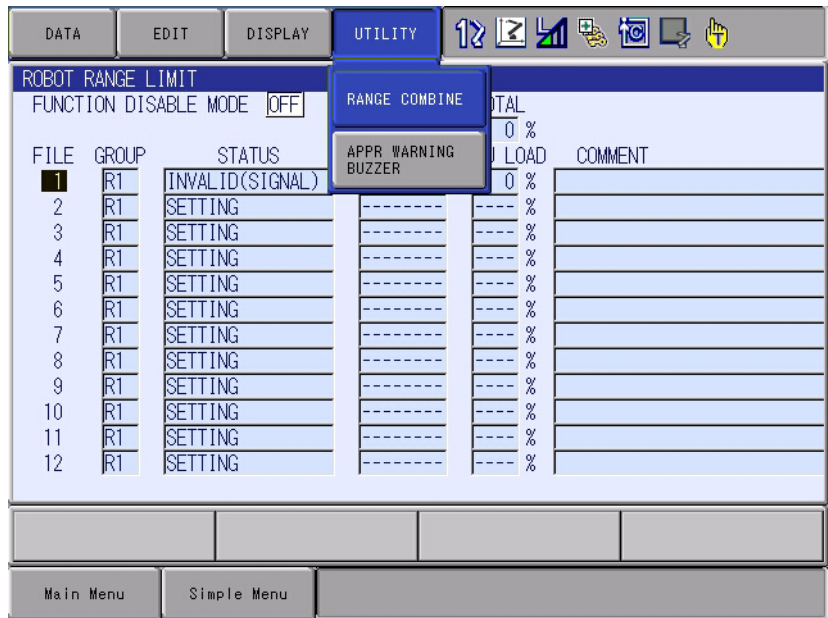 DATA EDIT DISPLAY UTILITY
ROBOT RANGE LIMIT
FUNCTION DISABLE MODE OFF
RANGE COMBINE
APPR WARNING
BUZZER
0 %
FILE GROUP STATUS LOAD COMMENT
1 R1 INVALID(SIGNAL) 0 %
2 R1 SETTING -------- ---- %
3 R1 SETTING -------- ---- %
4 R1 SETTING -------- ---- %
5 R1 SETTING -------- ---- %
6 R1 SETTING -------- ---- %
7 R1 SETTING -------- ---- %
8 R1 SETTING -------- ---- %
9 R1 SETTING -------- ---- %
10 R1 SETTING -------- ---- %
11 R1 SETTING -------- ---- %
12 R1 SETTING -------- ---- %
Main Menu Simple Menu